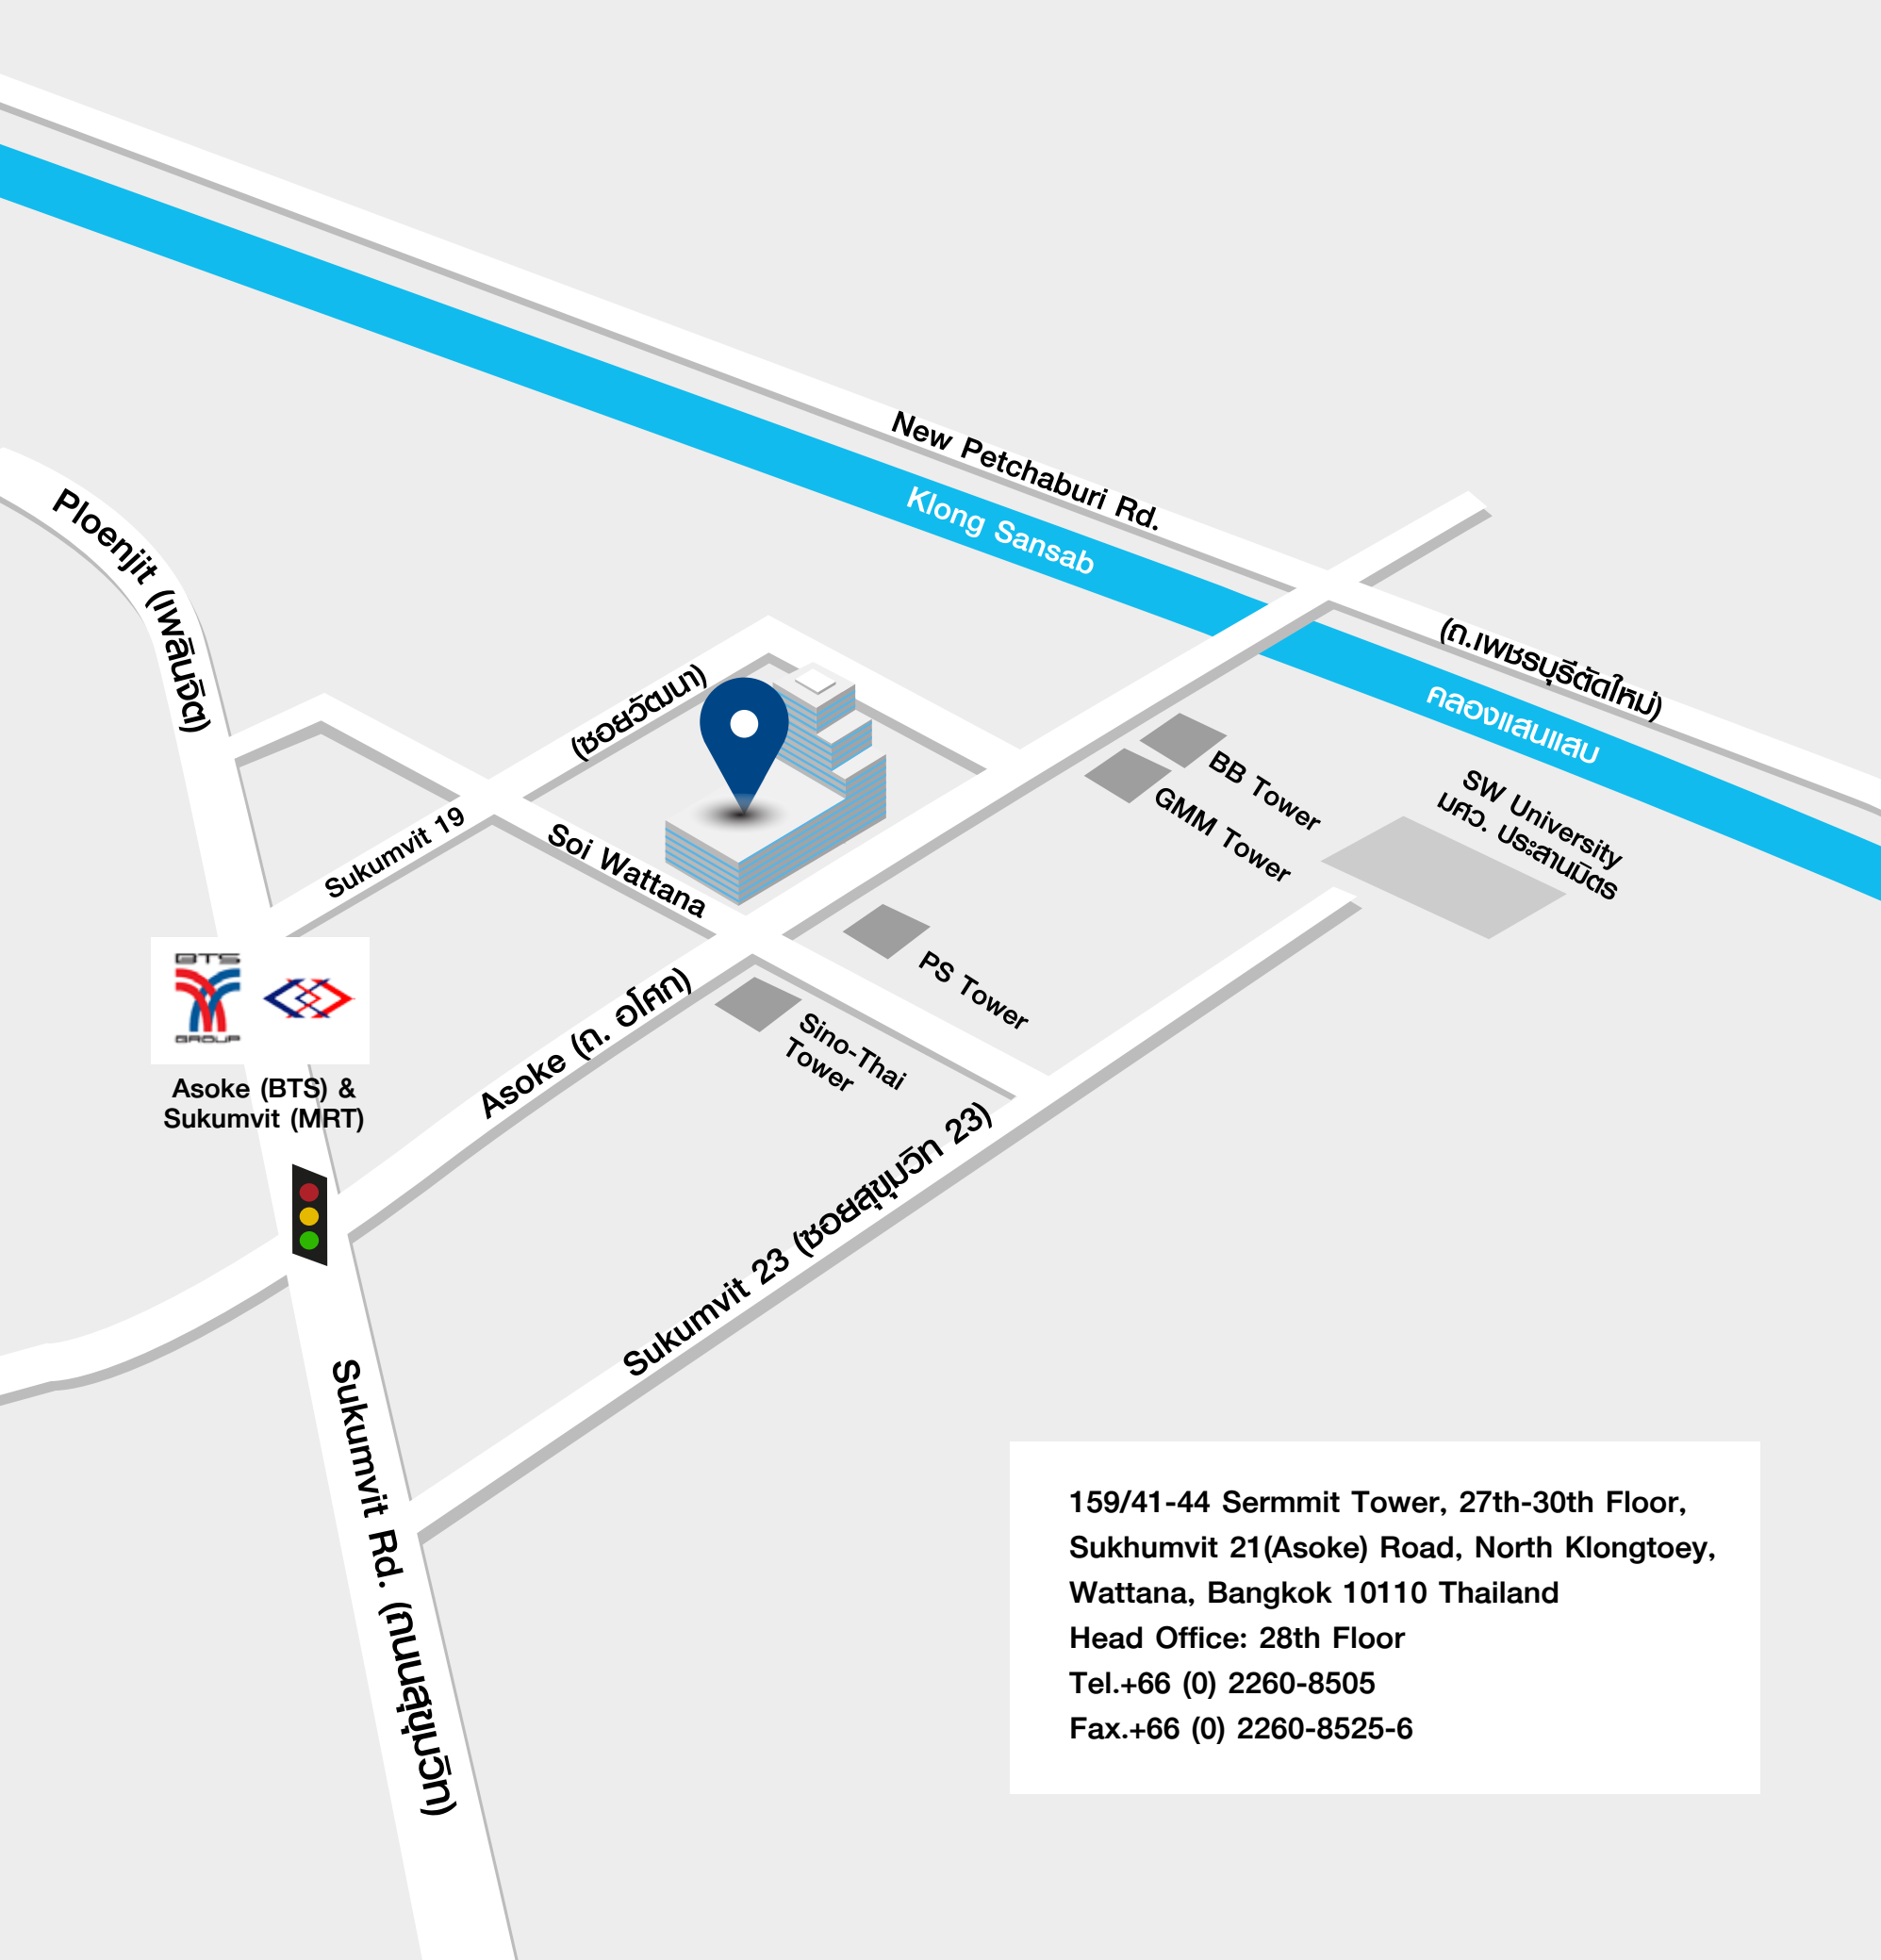 New Petchaburi Rd.
Klong Sansab
Ploenjit (เพลินจิต)
(ถ.เพชรบุรีตัดใหม่)
คลองแสนแสบ
(ซอยวัฒนา)
Sukumvit 19
Soi Wattana
BB Tower
GMM Tower
SW University
มศว. ประสานมิตร
PS Tower
BTS
GROUP
Asoke (BTS) &
Sukumvit (MRT)
Asoke (ถ. อโศก)
Sino-Thai
Tower
Sukumvit 23 (ซอยสุขุมวิท 23)
Sukumvit Rd. (ถนนสุขุมวิท)
159/41-44 Sermmit Tower, 27th-30th Floor,
Sukhumvit 21(Asoke) Road, North Klongtoey,
Wattana, Bangkok 10110 Thailand
Head Office: 28th Floor
Tel.+66 (0) 2260-8505
Fax.+66 (0) 2260-8525-6